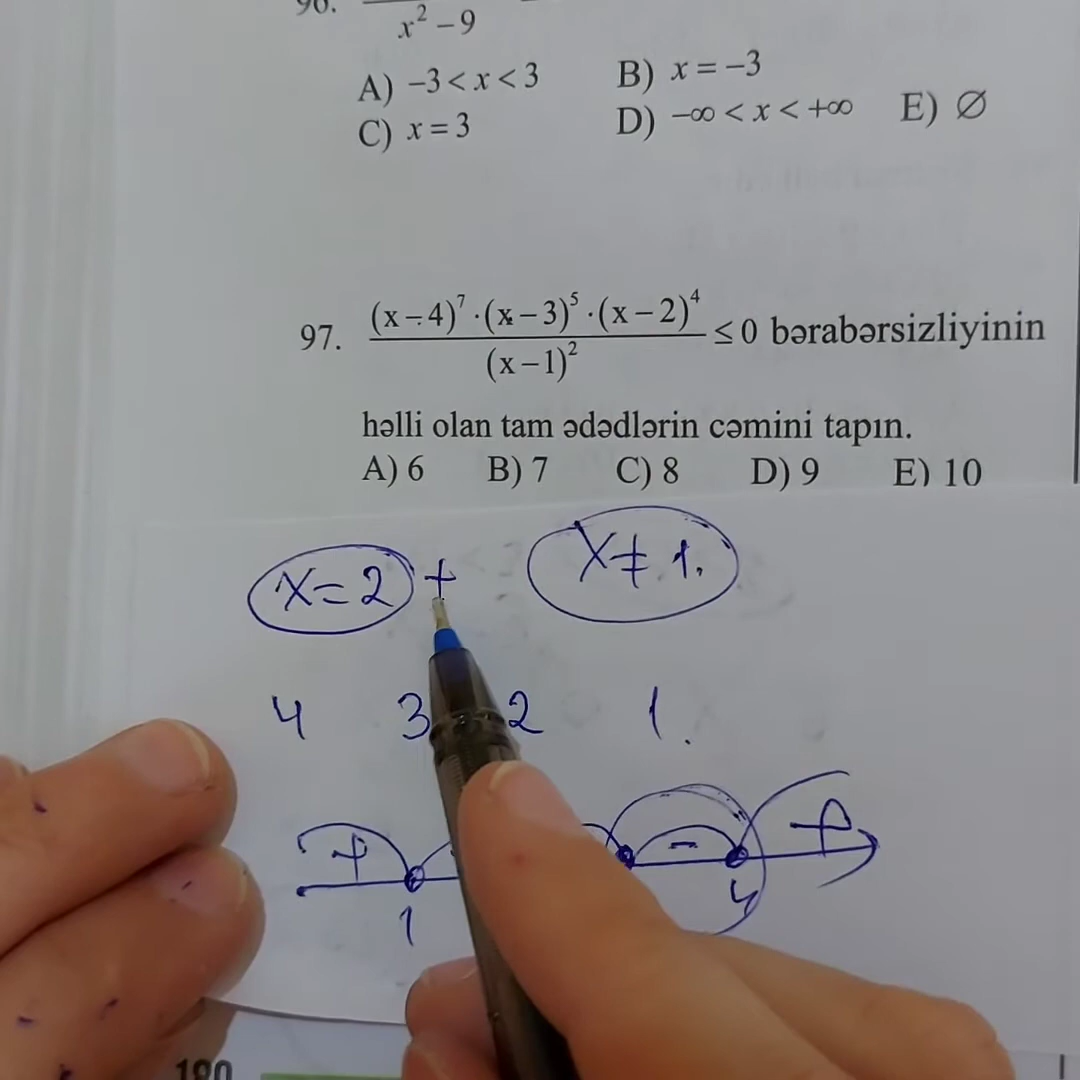 96.
x² − 9
A) −3 < x < 3 B) x = −3
C) x = 3 D) −∞ < x < +∞ E) ∅
97. (x − 4)⁷ · (x − 3)⁵ · (x − 2)⁴ / (x − 1)² ≤ 0 bərabərsizliyinin
həlli olan tam ədədlərin cəmini tapın.
A) 6 B) 7 C) 8 D) 9 E) 10
x = 2 + x ≠ 1.
4 3 2 1.
+ − +
1 4